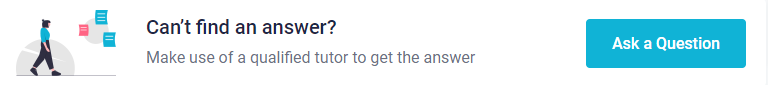 Can't find an answer?
Make use of a qualified tutor to get the answer
Ask a Question